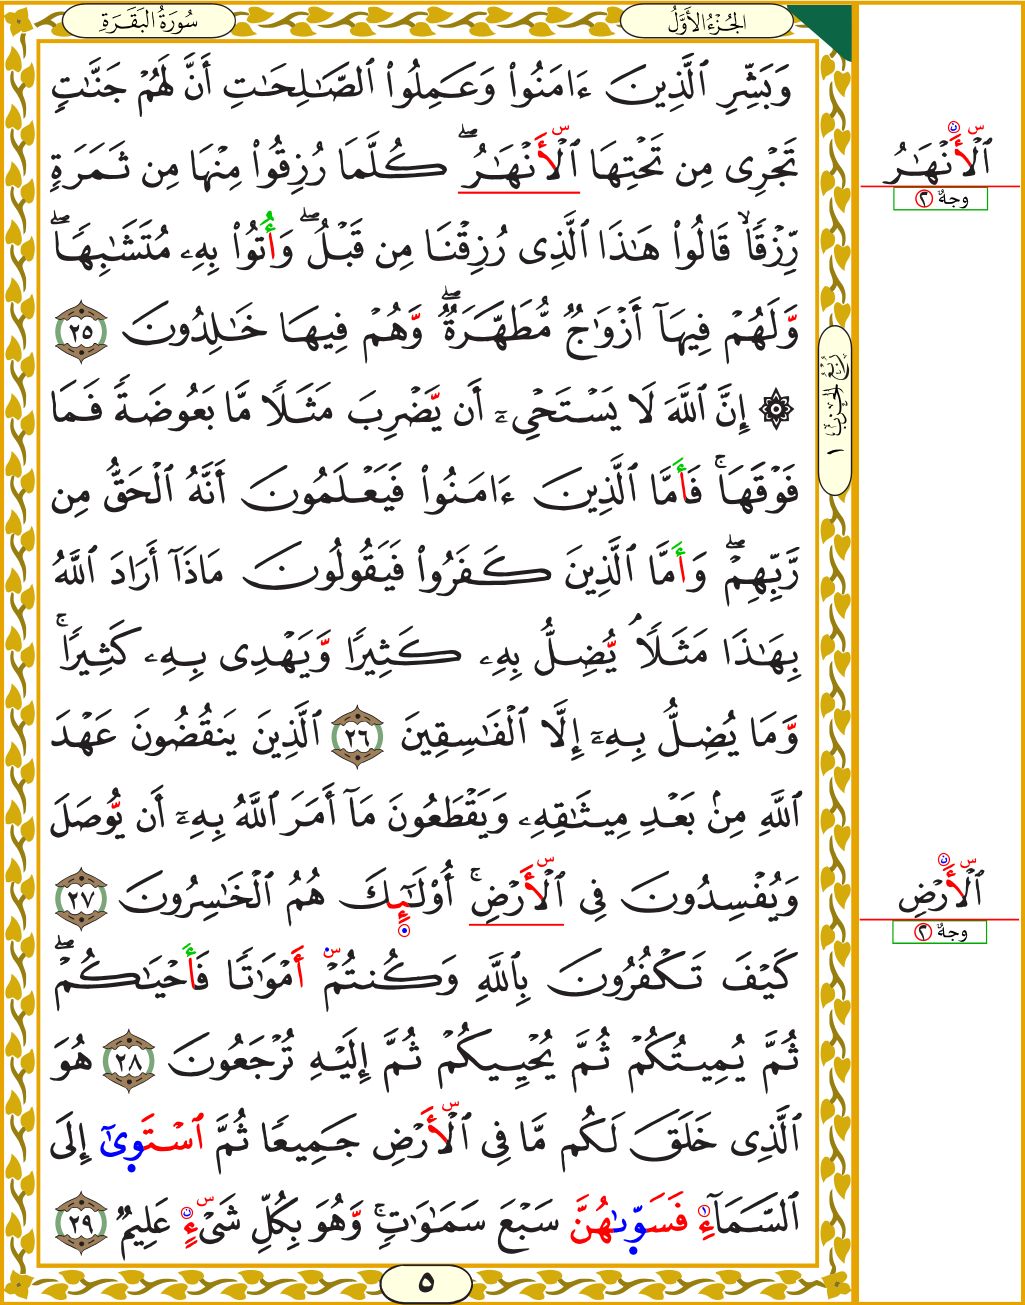 سُورَةُ البَقَرَةِ
الجُزْءُ الأَوَّلُ
وَبَشِّرِ ٱلَّذِينَ ءَامَنُوا۟ وَعَمِلُوا۟ ٱلصَّـٰلِحَـٰتِ أَنَّ لَهُمْ جَنَّـٰتٍ
تَجْرِى مِن تَحْتِهَا ٱلْأَنْهَـٰرُ ۖ كُلَّمَا رُزِقُوا۟ مِنْهَا مِن ثَمَرَةٍ
رِّزْقًا ۙ قَالُوا۟ هَـٰذَا ٱلَّذِى رُزِقْنَا مِن قَبْلُ ۖ وَأُتُوا۟ بِهِۦ مُتَشَـٰبِهًا ۖ
وَّلَهُمْ فِيهَآ أَزْوَٰجٌ مُّطَهَّرَةٌ ۖ وَّهُمْ فِيهَا خَـٰلِدُونَ ٢٥
۞ إِنَّ ٱللَّهَ لَا يَسْتَحْىِۦٓ أَن يَّضْرِبَ مَثَلًا مَّا بَعُوضَةً فَمَا
فَوْقَهَا ۚ فَأَمَّا ٱلَّذِينَ ءَامَنُوا۟ فَيَعْلَمُونَ أَنَّهُ ٱلْحَقُّ مِن
رَّبِّهِمْ ۖ وَأَمَّا ٱلَّذِينَ كَفَرُوا۟ فَيَقُولُونَ مَاذَآ أَرَادَ ٱللَّهُ
بِهَـٰذَا مَثَلًا ۘ يُّضِلُّ بِهِۦ كَثِيرًا وَّيَهْدِى بِهِۦ كَثِيرًا ۚ
وَّمَا يُضِلُّ بِهِۦٓ إِلَّا ٱلْفَـٰسِقِينَ ٢٦ ٱلَّذِينَ يَنقُضُونَ عَهْدَ
ٱللَّهِ مِنۢ بَعْدِ مِيثَـٰقِهِۦ وَيَقْطَعُونَ مَآ أَمَرَ ٱللَّهُ بِهِۦٓ أَن يُّوصَلَ
وَيُفْسِدُونَ فِى ٱلْأَرْضِ ۚ أُو۟لَـٰٓئِكَ هُمُ ٱلْخَـٰسِرُونَ ٢٧
كَيْفَ تَكْفُرُونَ بِٱللَّهِ وَكُنتُمْ أَمْوَٰتًا فَأَحْيَـٰكُمْ ۖ
ثُمَّ يُمِيتُكُمْ ثُمَّ يُحْيِيكُمْ ثُمَّ إِلَيْهِ تُرْجَعُونَ ٢٨ هُوَ
ٱلَّذِى خَلَقَ لَكُم مَّا فِى ٱلْأَرْضِ جَمِيعًا ثُمَّ ٱسْتَوَىٰٓ إِلَى
ٱلسَّمَآءِ فَسَوَّىٰهُنَّ سَبْعَ سَمَـٰوَٰتٍ ۚ وَّهُوَ بِكُلِّ شَىْءٍ عَلِيمٌ ٢٩
٥
رُبْعُ الحِزْبِ ١
ٱلْأَنْهَـٰرُ
وجهٌ ٢
ٱلْأَرْضِ
وجهٌ ٢